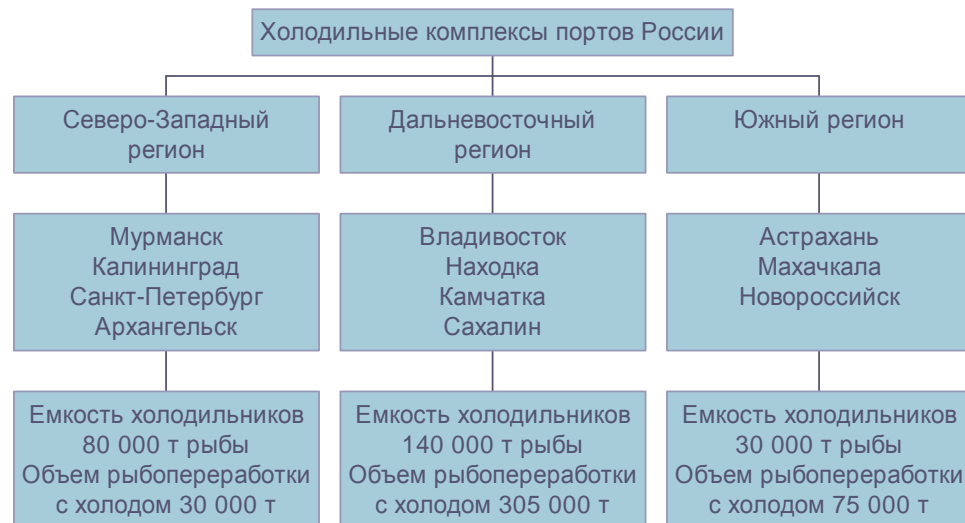 Холодильные комплексы портов России
Северо-Западный
регион
Мурманск
Калининград
Санкт-Петербург
Архангельск
Емкость холодильников
80 000 т рыбы
Объем рыбопереработки
с холодом 30 000 т
Дальневосточный
регион
Владивосток
Находка
Камчатка
Сахалин
Емкость холодильников
140 000 т рыбы
Объем рыбопереработки
с холодом 305 000 т
Южный регион
Астрахань
Махачкала
Новороссийск
Емкость холодильников
30 000 т рыбы
Объем рыбопереработки
с холодом 75 000 т